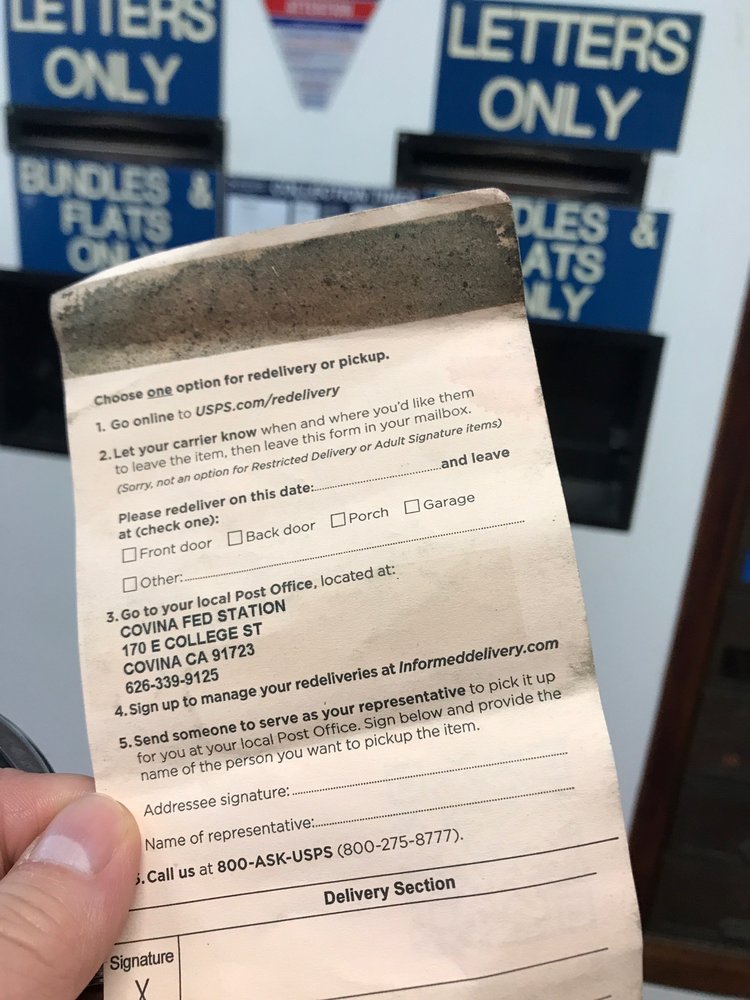 ATTENTION
LETTERS
ONLY
LETTERS
ONLY
BUNDLES &
FLATS
ONLY
DLES &
ATS
NLY
Choose one option for redelivery or pickup.
1. Go online to USPS.com/redelivery
2. Let your carrier know when and where you'd like them
to leave the item, then leave this form in your mailbox.
(Sorry, not an option for Restricted Delivery or Adult Signature items)
Please redeliver on this date: and leave
at (check one):
Front door Back door Porch Garage
Other:
3. Go to your local Post Office, located at:
COVINA FED STATION
170 E COLLEGE ST
COVINA CA 91723
626-339-9125
4. Sign up to manage your redeliveries at Informeddelivery.com
5. Send someone to serve as your representative to pick it up
for you at your local Post Office. Sign below and provide the
name of the person you want to pickup the item.
Addressee signature:
Name of representative:
6. Call us at 800-ASK-USPS (800-275-8777).
Delivery Section
Signature
X